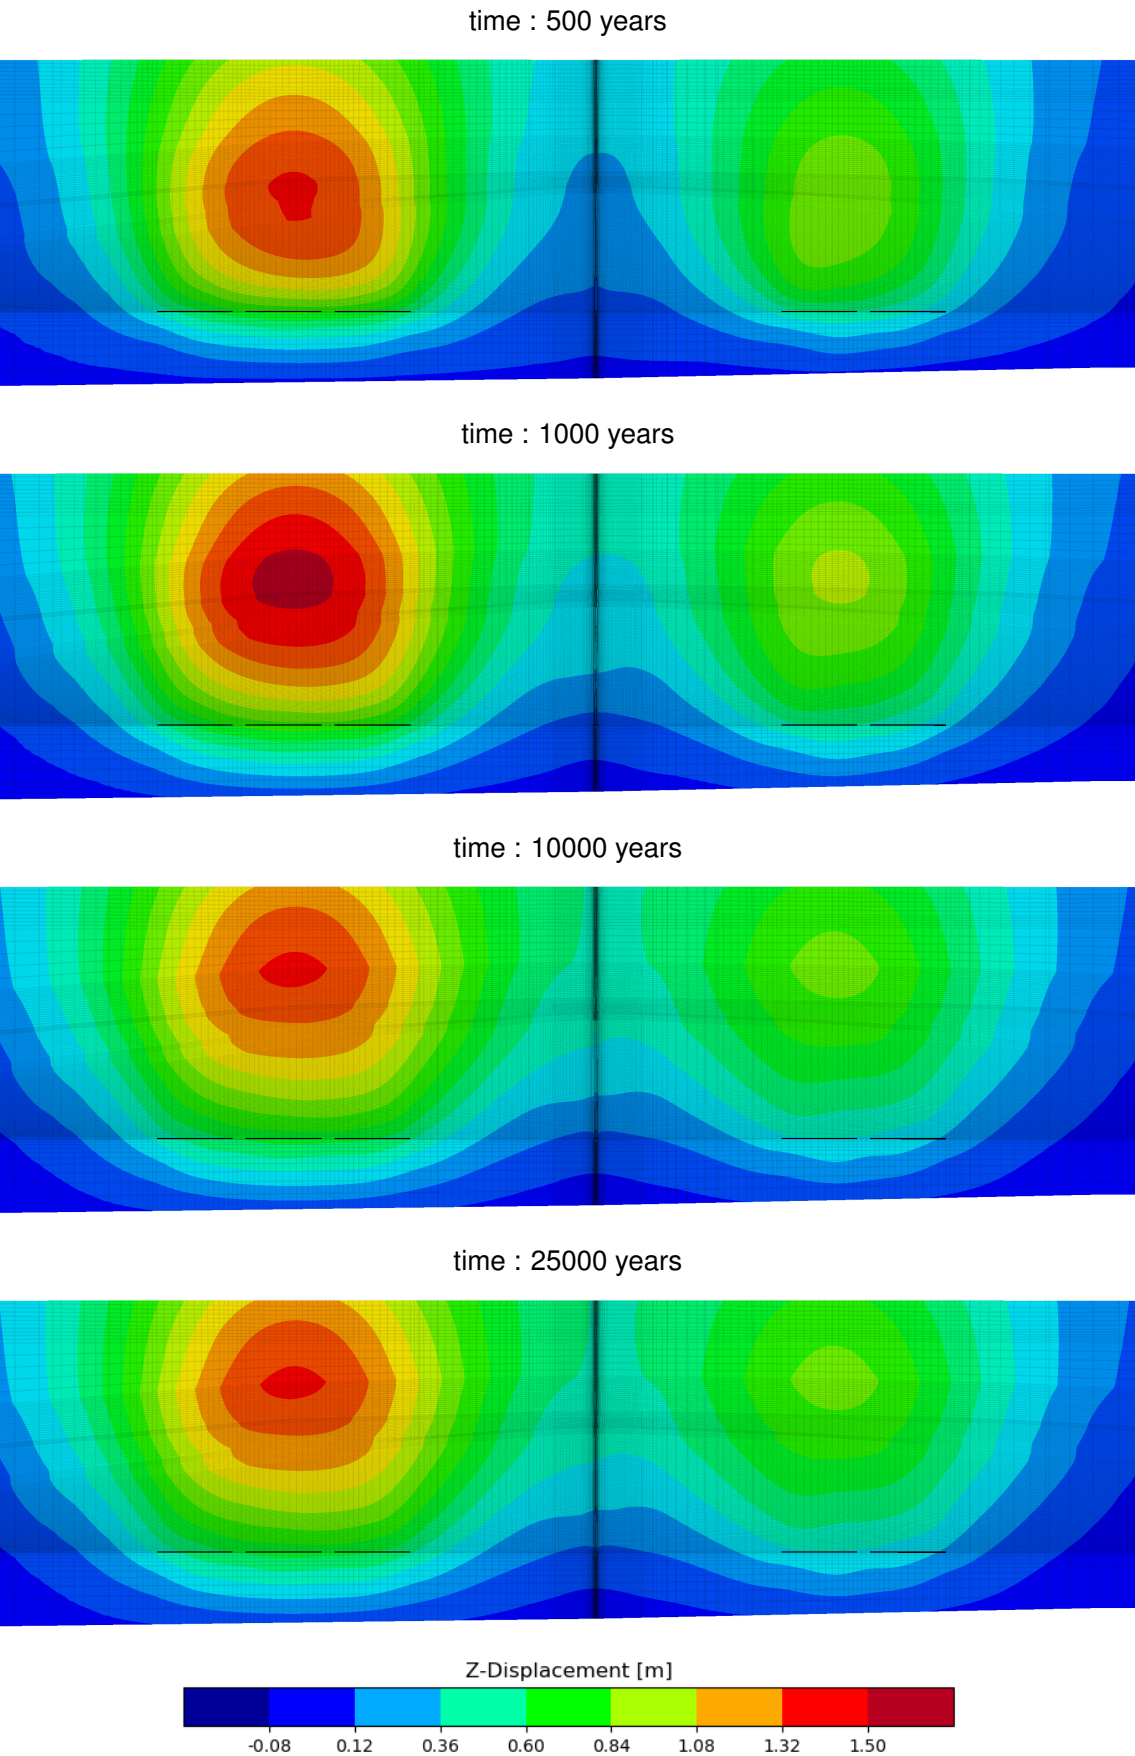 time : 500 years
time : 1000 years
time : 10000 years
time : 25000 years
Z-Displacement [m]
-0.08 0.12 0.36 0.60 0.84 1.08 1.32 1.50